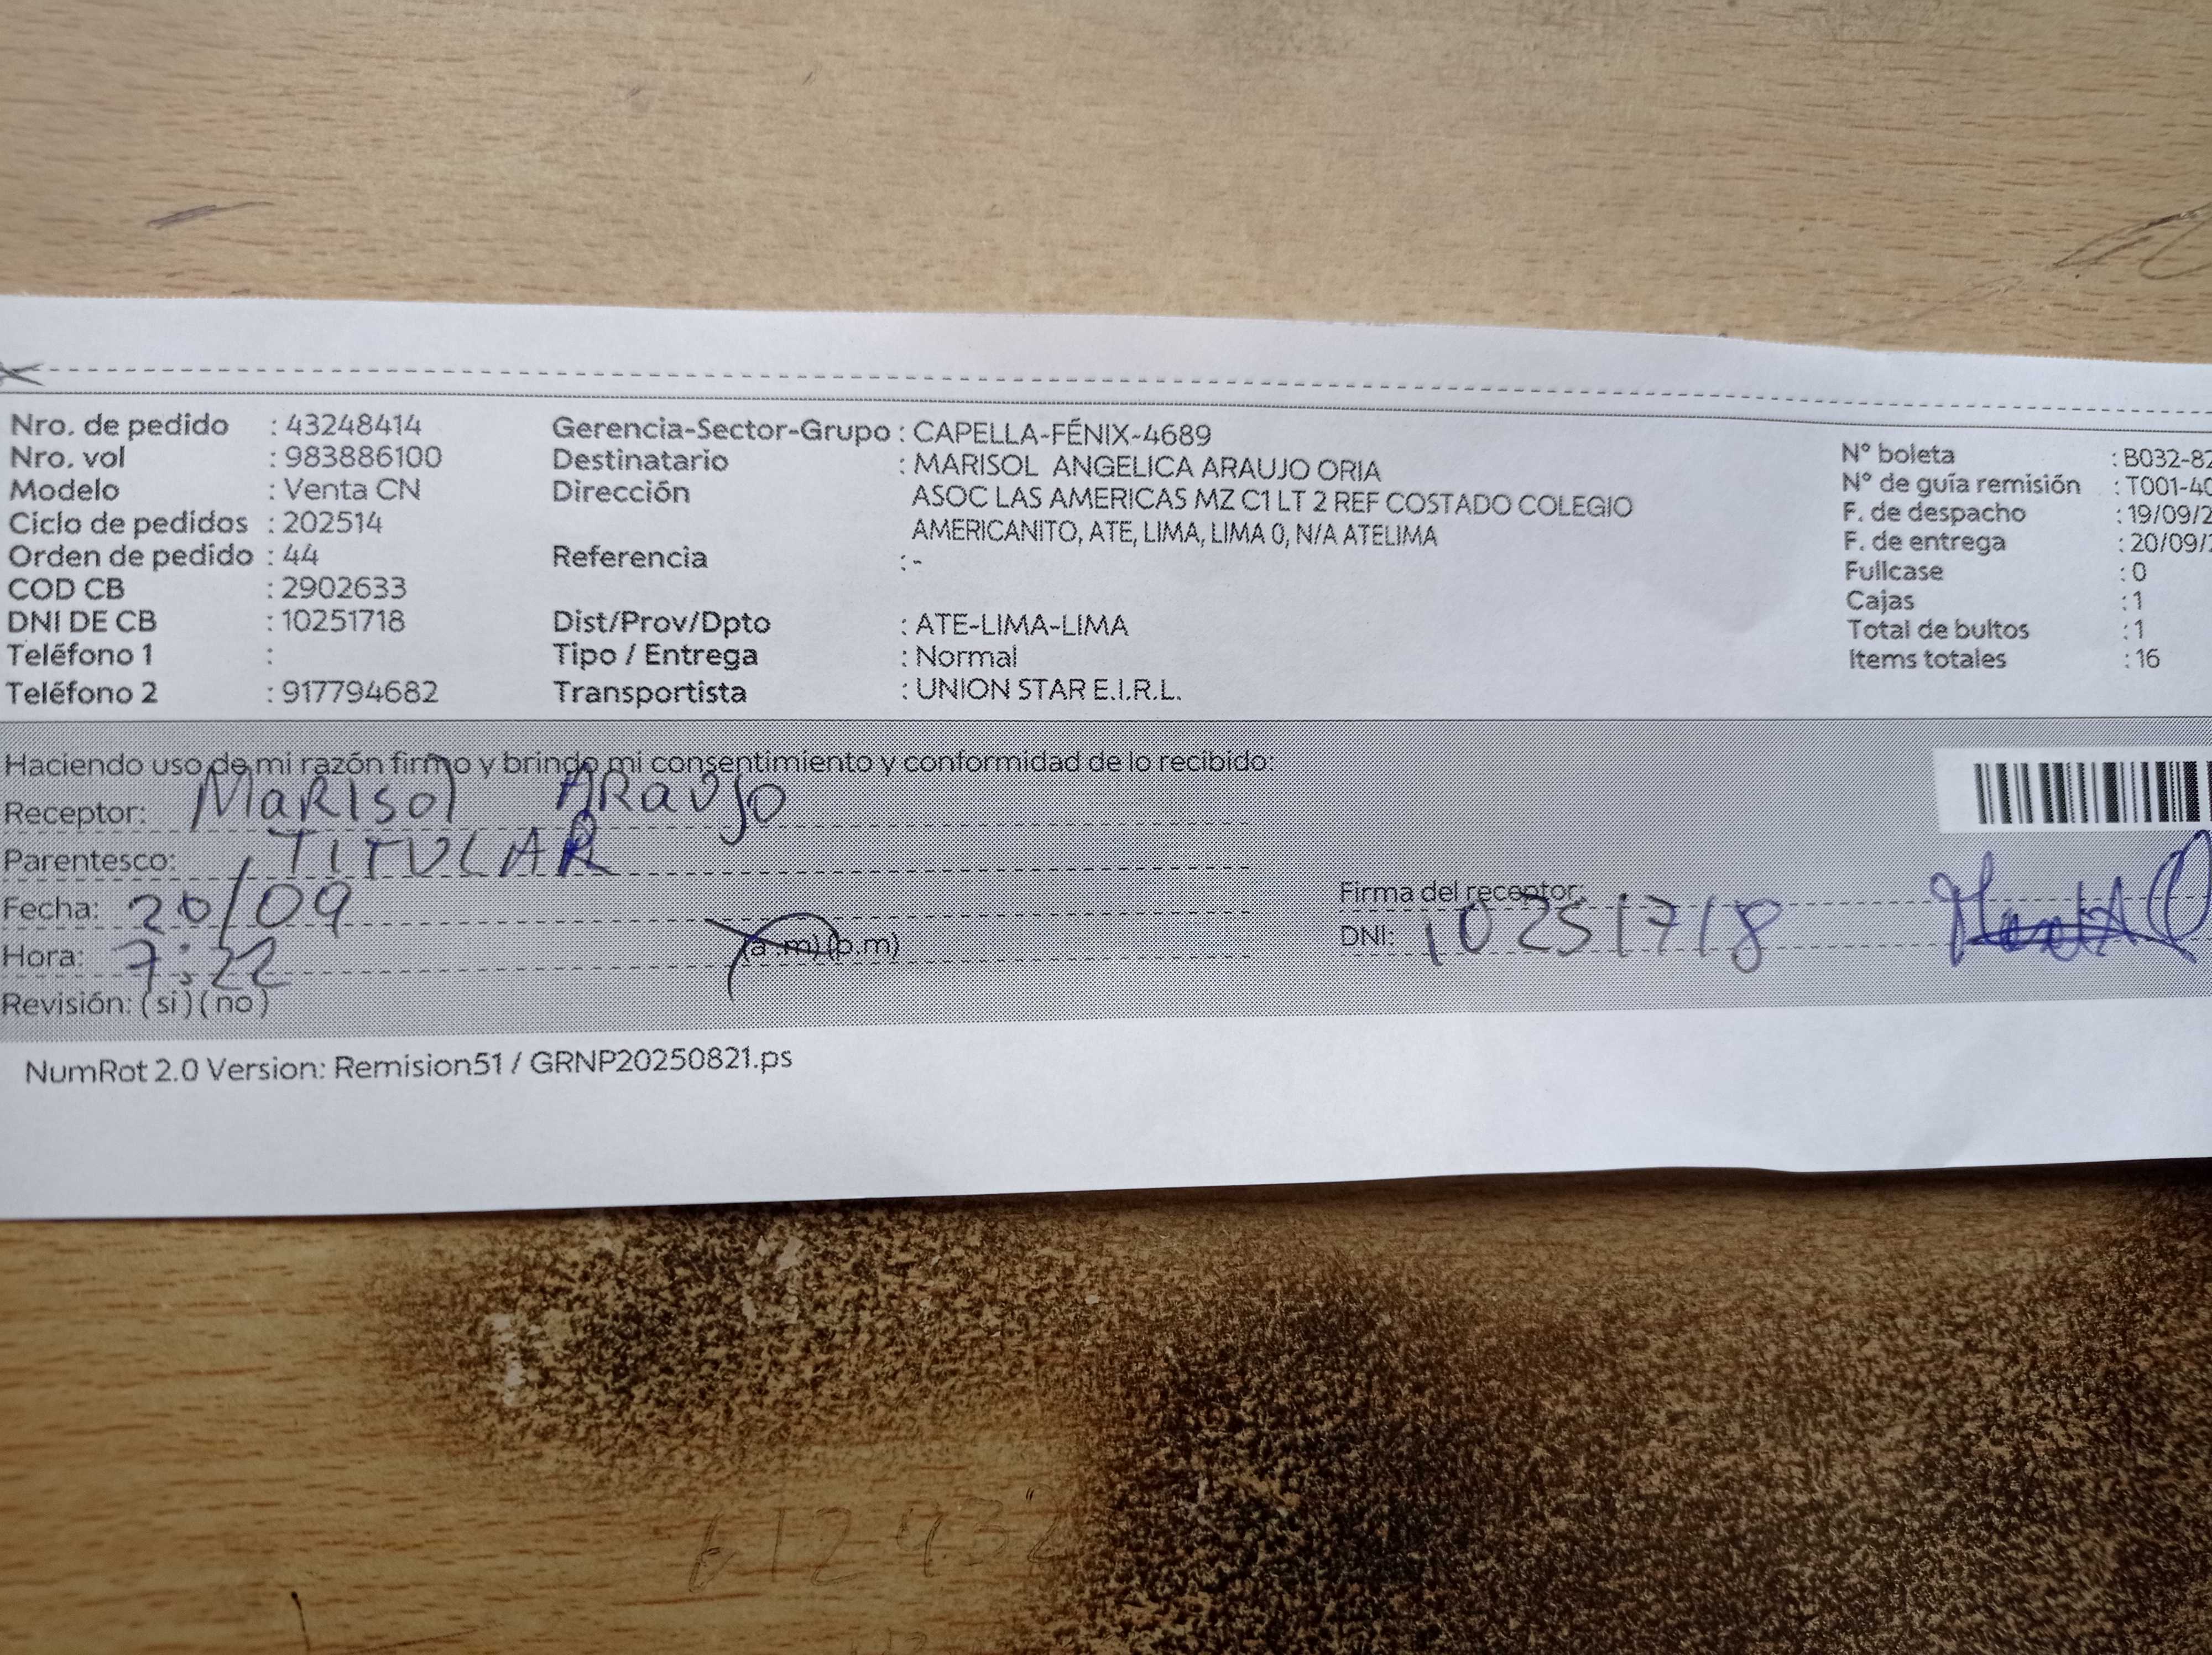 Nro. de pedido : 43248414
Nro. vol : 983886100
Modelo : Venta CN
Ciclo de pedidos : 202514
Orden de pedido : 44
COD CB : 2902633
DNI DE CB : 10251718
Teléfono 1 :
Teléfono 2 : 917794682
Gerencia-Sector-Grupo : CAPELLA-FÉNIX-4689
Destinatario : MARISOL ANGELICA ARAUJO ORIA
Dirección ASOC LAS AMERICAS MZ C1 LT 2 REF COSTADO COLEGIO
AMERICANITO, ATE, LIMA, LIMA 0, N/A ATELIMA
Referencia : -
Dist/Prov/Dpto : ATE-LIMA-LIMA
Tipo / Entrega : Normal
Transportista : UNION STAR E.I.R.L.
N° boleta : B032-82
N° de guía remisión : T001-40
F. de despacho : 19/09/2
F. de entrega : 20/09/
Fullcase : 0
Cajas : 1
Total de bultos : 1
Items totales : 16
Haciendo uso de mi razón firmo y brindo mi consentimiento y conformidad de lo recibido:
Receptor: MaRIsol ARaujo
Parentesco: TITULAR
Fecha: 20/09
Hora: 7:22 (a.m) (p.m)
Revisión: (si) (no)
Firma del receptor:
DNI: 10251718
NumRot 2.0 Version: Remision51 / GRNP20250821.ps
612432